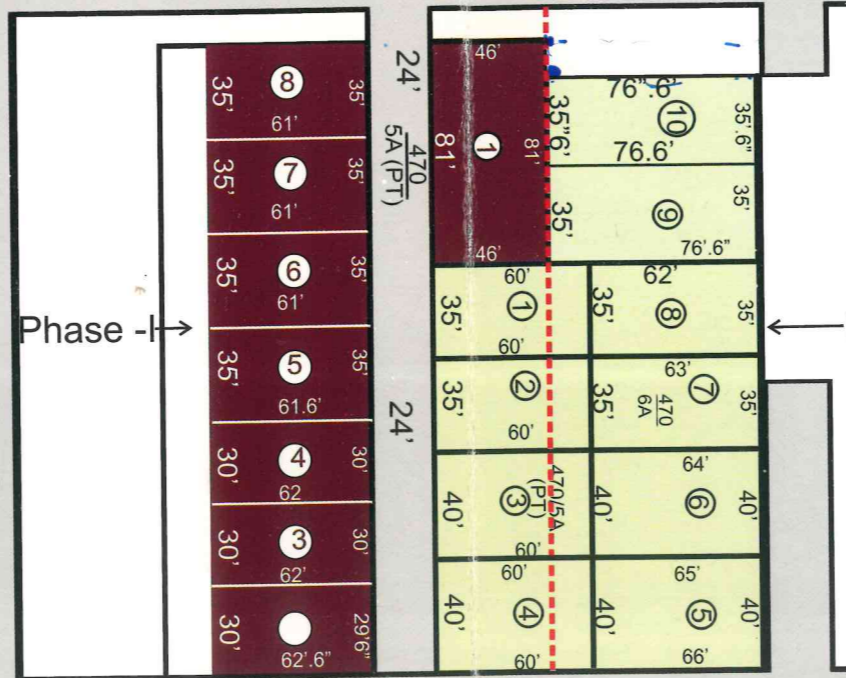 Phase -I
35' 8 35'
61'
35' 7 35'
61'
35' 6 35'
61'
35' 5 35'
61.6'
30' 4 30'
62
30' 3 30'
62'
30' 29'6"
62'.6"
24'
470
5A (PT)
24'
46'
81' 1 81'
46'
76".6'
35"6' 10 35'.6"
76.6'
35' 9 35'
76'.6"
60'
35' 1
60'
62'
35' 8 35'
35' 2
60'
63'
35' 7 35'
470
6A
40' 3
60'
470/5A
(PT)
64'
40' 6 40'
60'
40' 4
60'
65'
40' 5 40'
66'